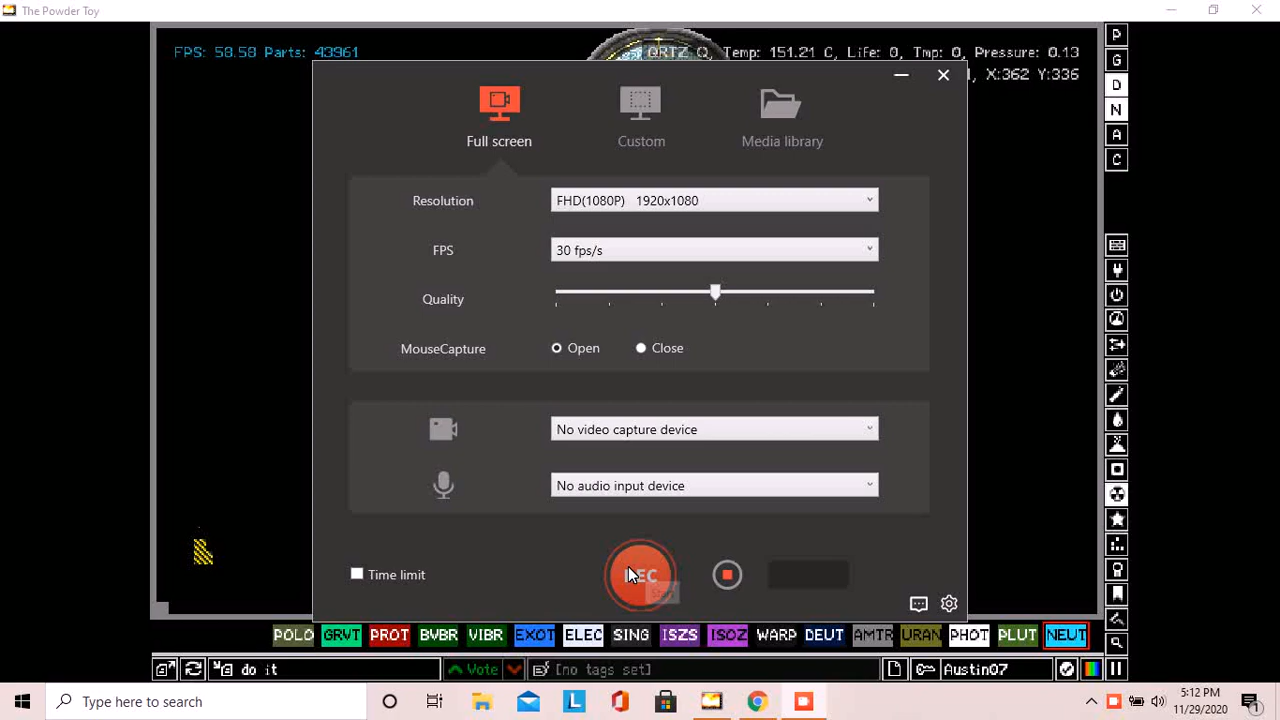 The Powder Toy
FPS: 58.58 Parts: 43961
QRTZ Temp: 151.21 C, Life: 0, Tmp: 0, Pressure: 0.13
X:362 Y:336
P
G
D
N
A
C
Full screen
Custom
Media library
Resolution
FHD(1080P) 1920x1080
FPS
30 fps/s
Quality
MouseCapture
Open
Close
No video capture device
No audio input device
Time limit
REC
POLO GRVT PROT BVBR VIBR EXOT ELEC SING ISZS ISOZ WARP DEUT AMTR URAN PHOT PLUT NEUT
do it
Vote
[no tags set]
Austin07
Type here to search
L
5:12 PM
11/29/2020
1